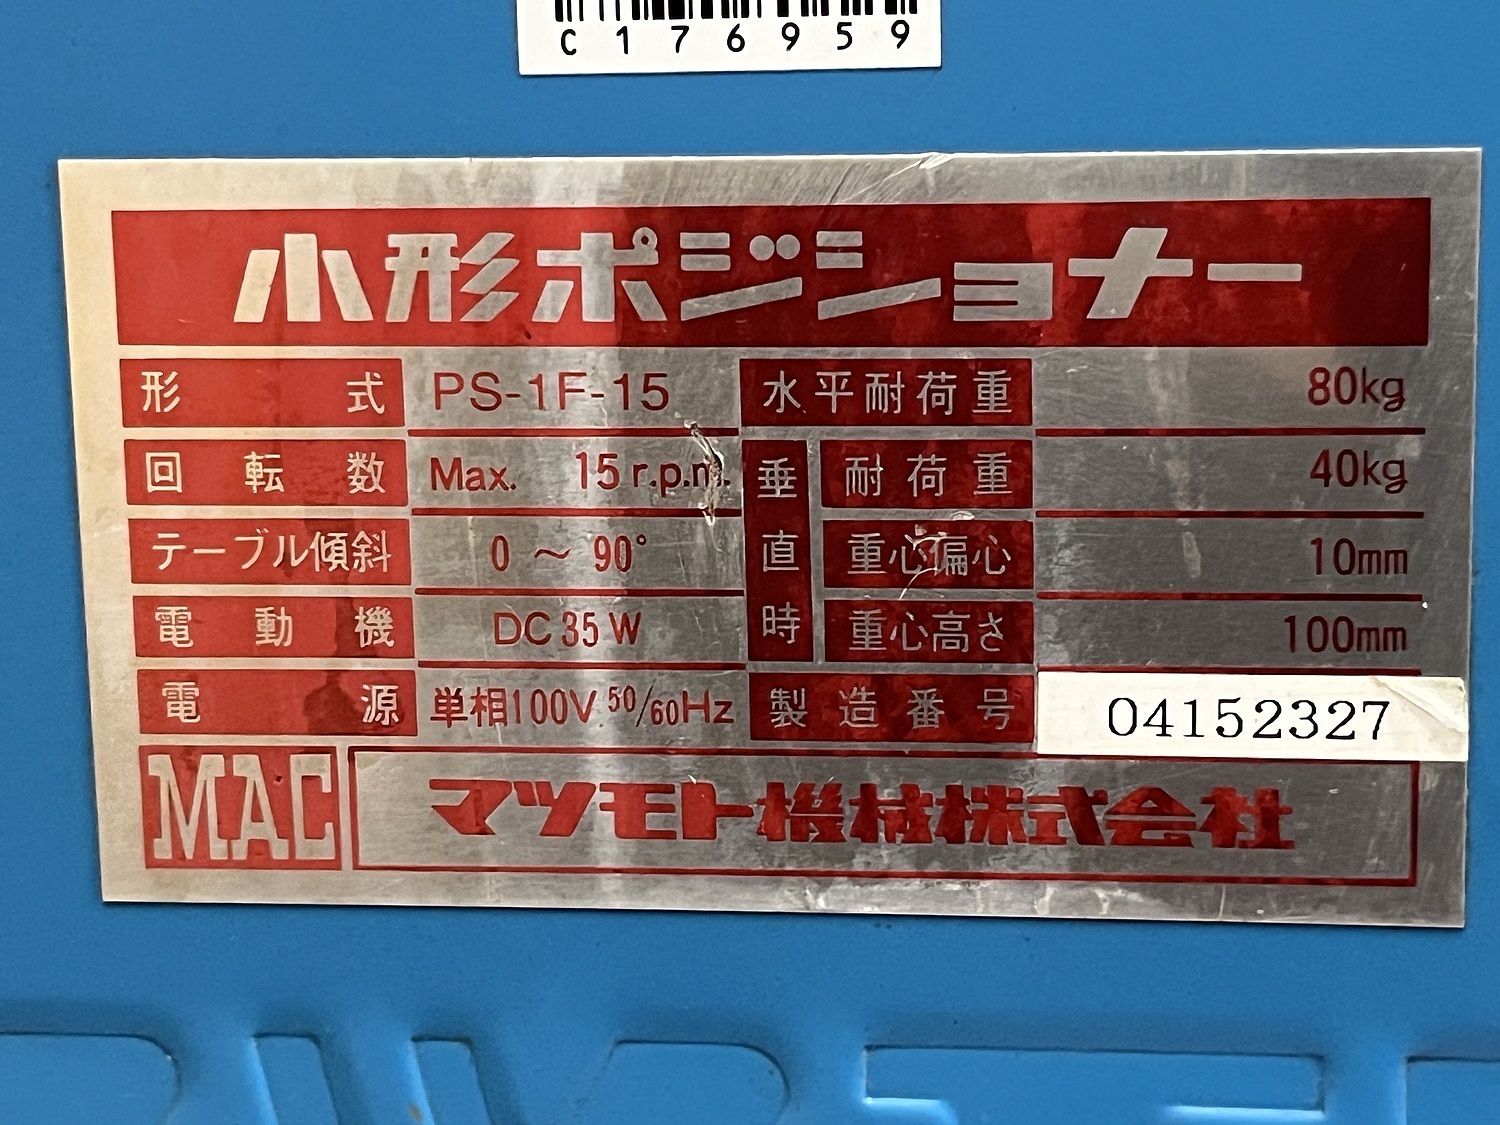 C176959
小形ポジショナー
形式 PS-1F-15 水平耐荷重 80kg
回転数 Max. 15 r.p.m. 垂直時 耐荷重 40kg
テーブル傾斜 0 ~ 90° 重心偏心 10mm
電動機 DC 35 W 重心高さ 100mm
電源 単相100V 50/60Hz 製造番号 04152327
MAC マツモト機械株式会社